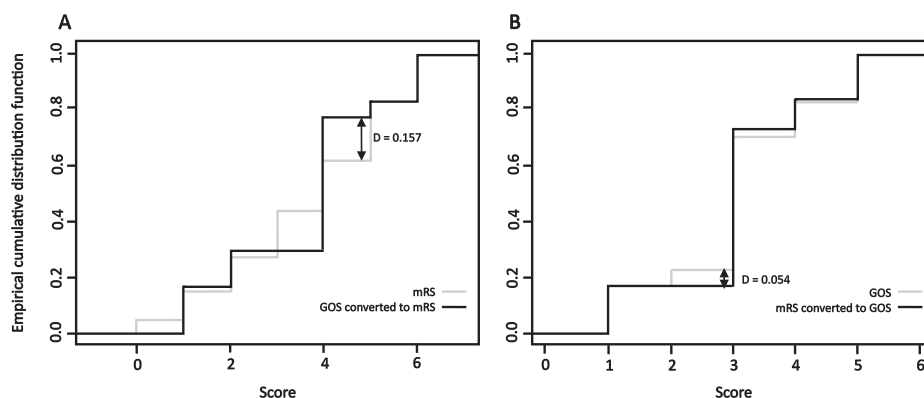 A
B
Empirical cumulative distribution function
1.0
0.8
0.6
0.4
0.2
0.0
D = 0.157
mRS
GOS converted to mRS
0 2 4 6
Score
1.0
0.8
0.6
0.4
0.2
0.0
D = 0.054
GOS
mRS converted to GOS
0 1 2 3 4 5 6
Score